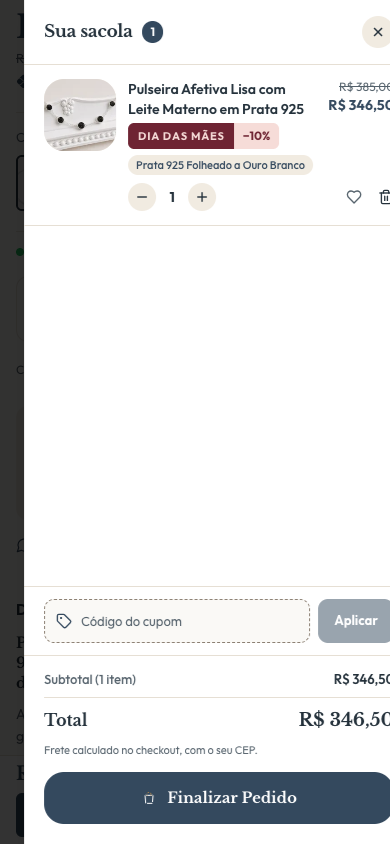 Sua sacola 1
Pulseira Afetiva Lisa com
Leite Materno em Prata 925
R$ 385,00
R$ 346,50
DIA DAS MÃES −10%
Prata 925 Folheado a Ouro Branco
− 1 +
Código do cupom
Aplicar
Subtotal (1 item) R$ 346,50
Total R$ 346,50
Frete calculado no checkout, com o seu CEP.
Finalizar Pedido